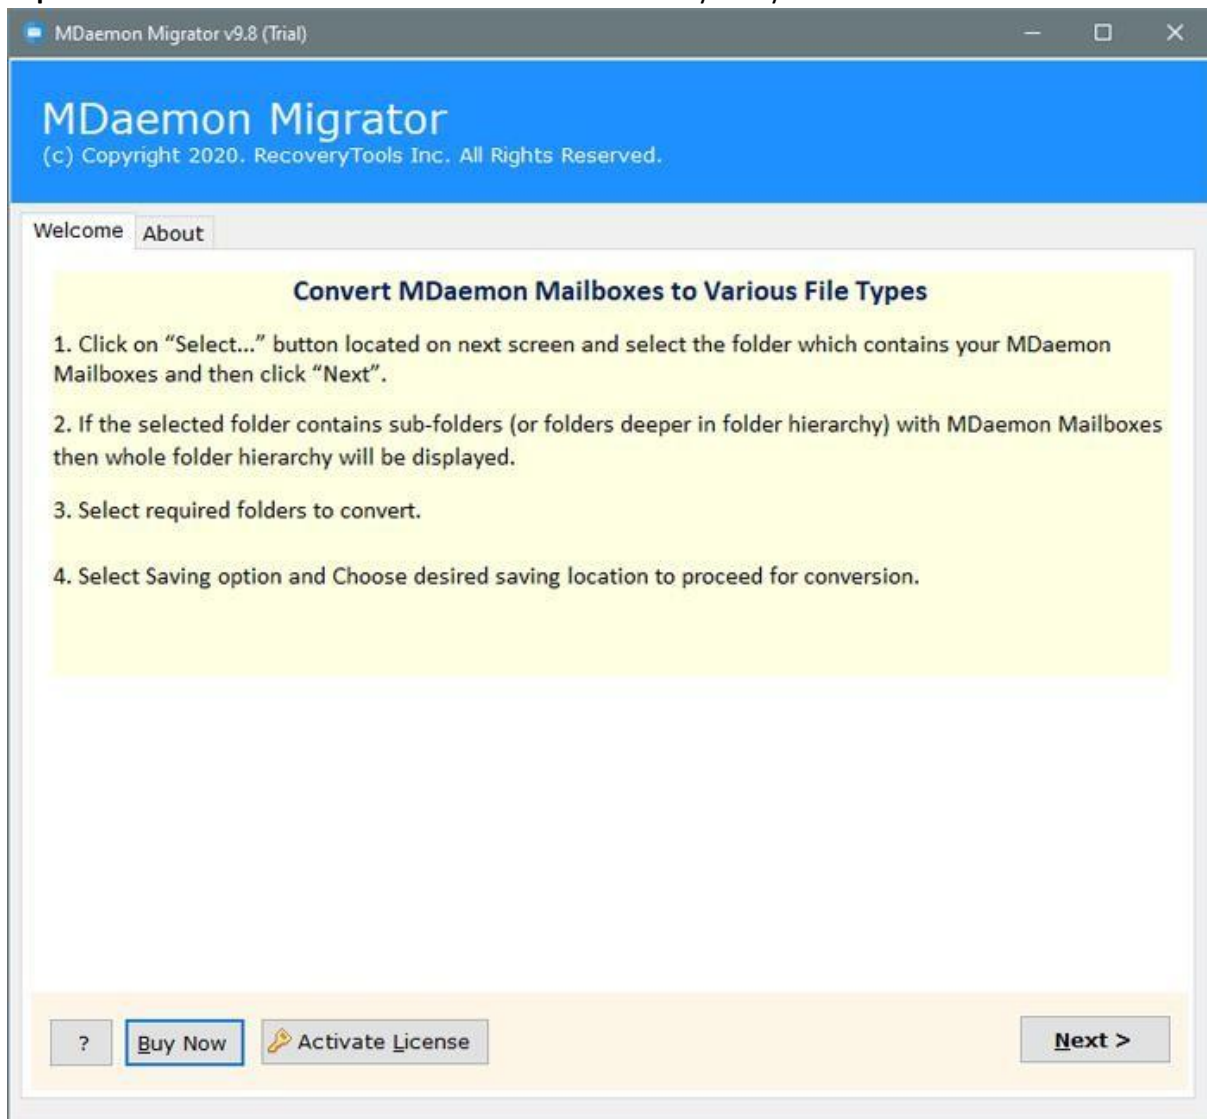 MDaemon Migrator v9.8 (Trial)
MDaemon Migrator
(c) Copyright 2020. RecoveryTools Inc. All Rights Reserved.
Welcome About
Convert MDaemon Mailboxes to Various File Types
1. Click on “Select...” button located on next screen and select the folder which contains your MDaemon
Mailboxes and then click “Next”.
2. If the selected folder contains sub-folders (or folders deeper in folder hierarchy) with MDaemon Mailboxes
then whole folder hierarchy will be displayed.
3. Select required folders to convert.
4. Select Saving option and Choose desired saving location to proceed for conversion.
? Buy Now Activate License Next >